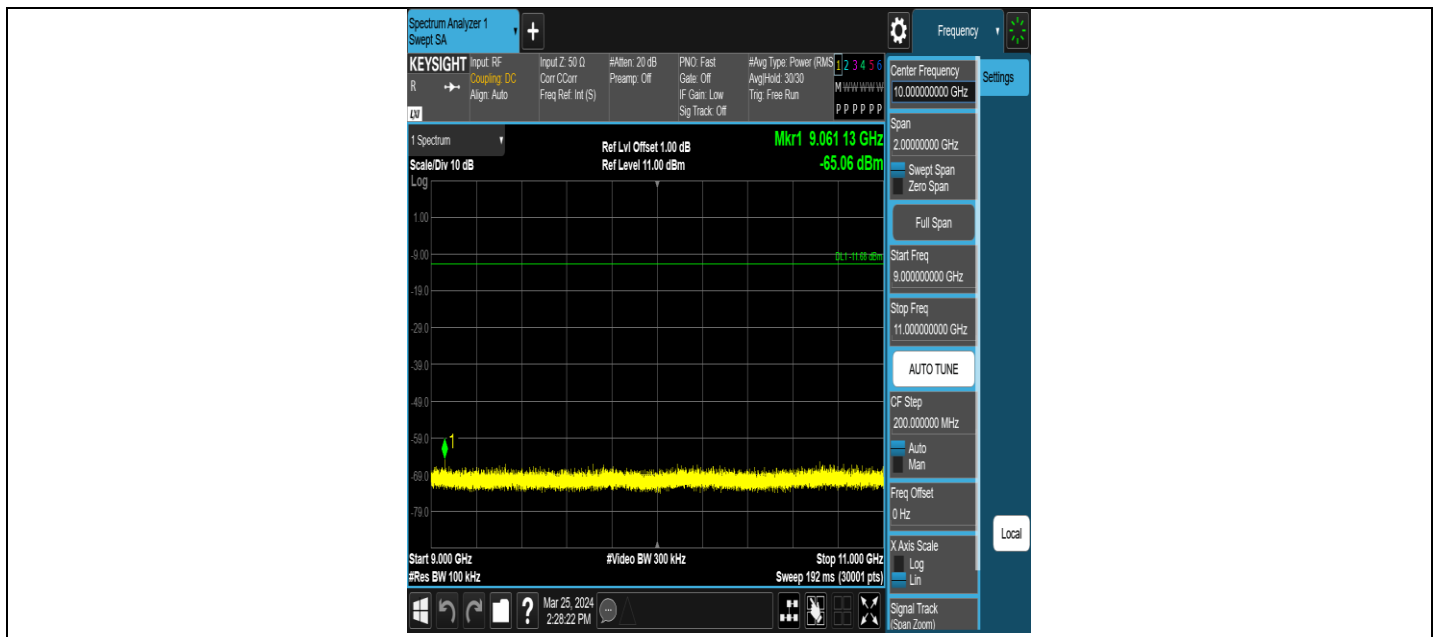 Spectrum Analyzer 1
Swept SA
+
Frequency
KEYSIGHT
R
LXI
Input: RF
Coupling: DC
Align: Auto
Input Z: 50 Ω
Corr CCorr
Freq Ref: Int (S)
#Atten: 20 dB
Preamp: Off
PNO: Fast
Gate: Off
IF Gain: Low
Sig Track: Off
#Avg Type: Power (RMS
Avg|Hold: 30/30
Trig: Free Run
1 2 3 4 5 6
M W W W W W
P P P P P P
1 Spectrum
Scale/Div 10 dB
Log
Ref Lvl Offset 1.00 dB
Ref Level 11.00 dBm
Mkr1 9.061 13 GHz
-65.06 dBm
1.00
-9.00
DL1 -11.68 dBm
-19.0
-29.0
-39.0
-49.0
-59.0
1
-69.0
-79.0
Start 9.000 GHz
#Res BW 100 kHz
#Video BW 300 kHz
Stop 11.000 GHz
Sweep 192 ms (30001 pts)
Center Frequency
10.000000000 GHz
Span
2.00000000 GHz
Swept Span
Zero Span
Full Span
Start Freq
9.000000000 GHz
Stop Freq
11.000000000 GHz
AUTO TUNE
CF Step
200.000000 MHz
Auto
Man
Freq Offset
0 Hz
X Axis Scale
Log
Lin
Signal Track
(Span Zoom)
Settings
Local
?
Mar 25, 2024
2:28:22 PM